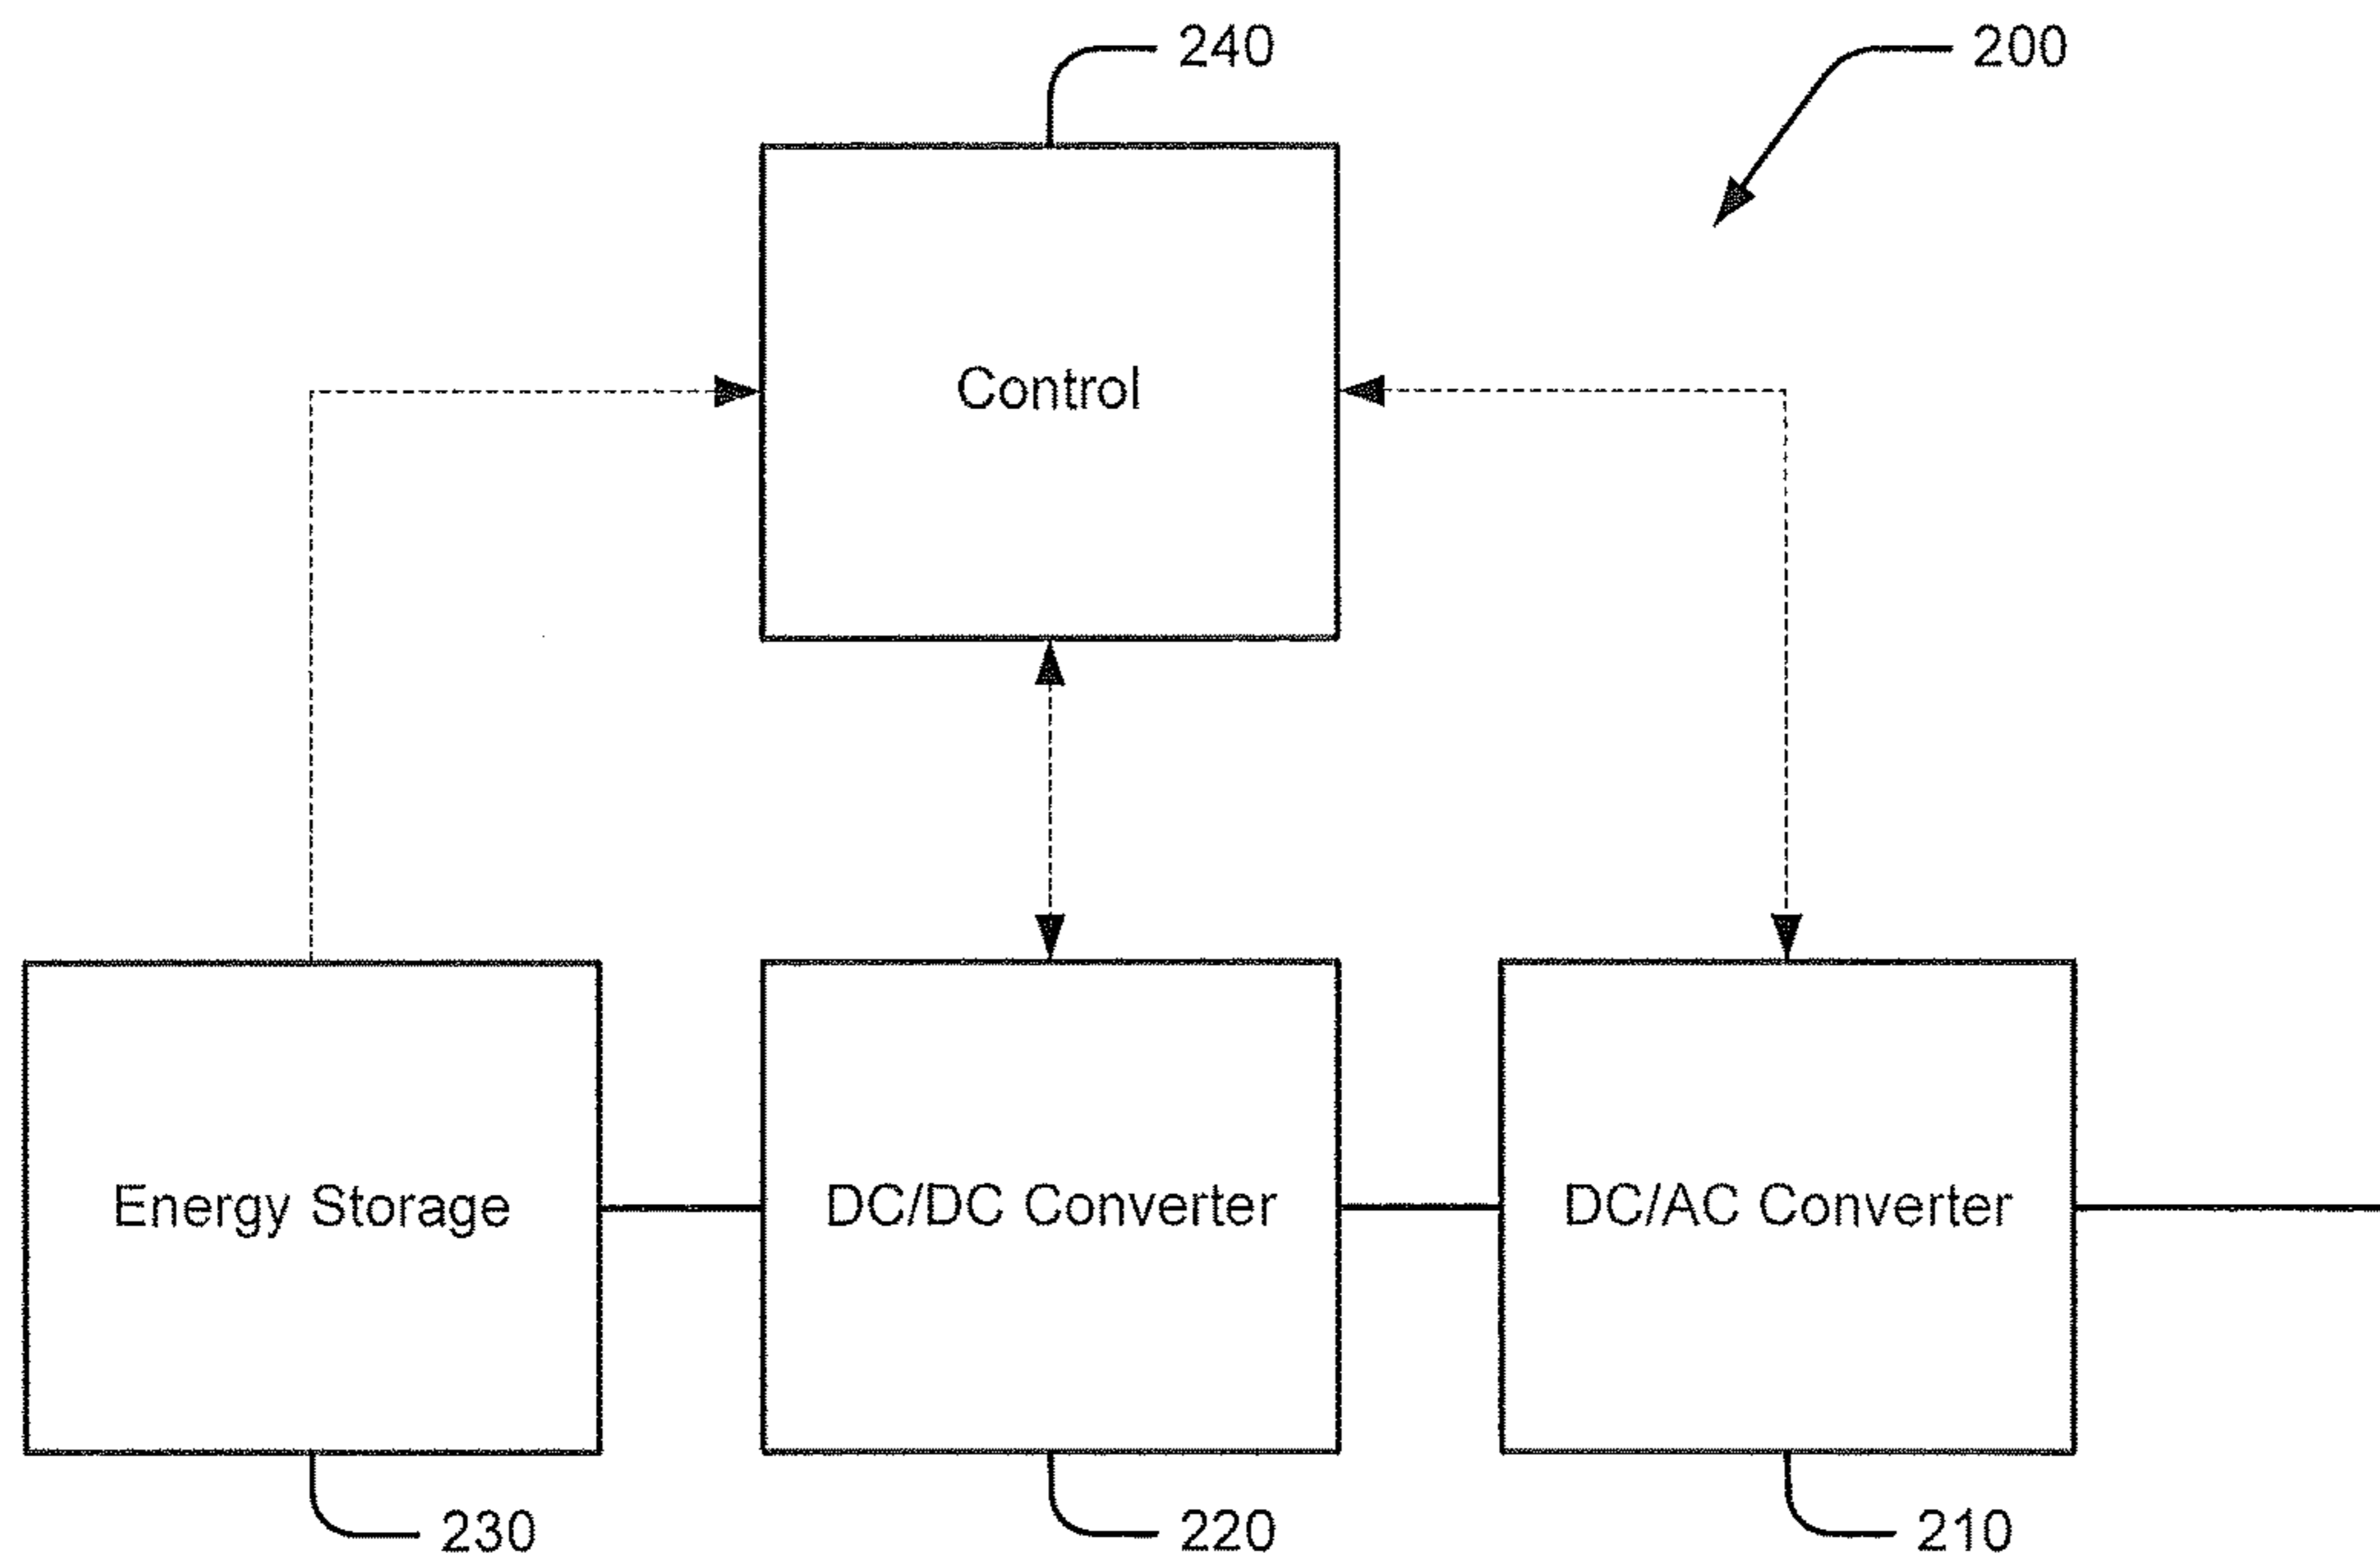 240
200
Control
Energy Storage
DC/DC Converter
DC/AC Converter
230
220
210